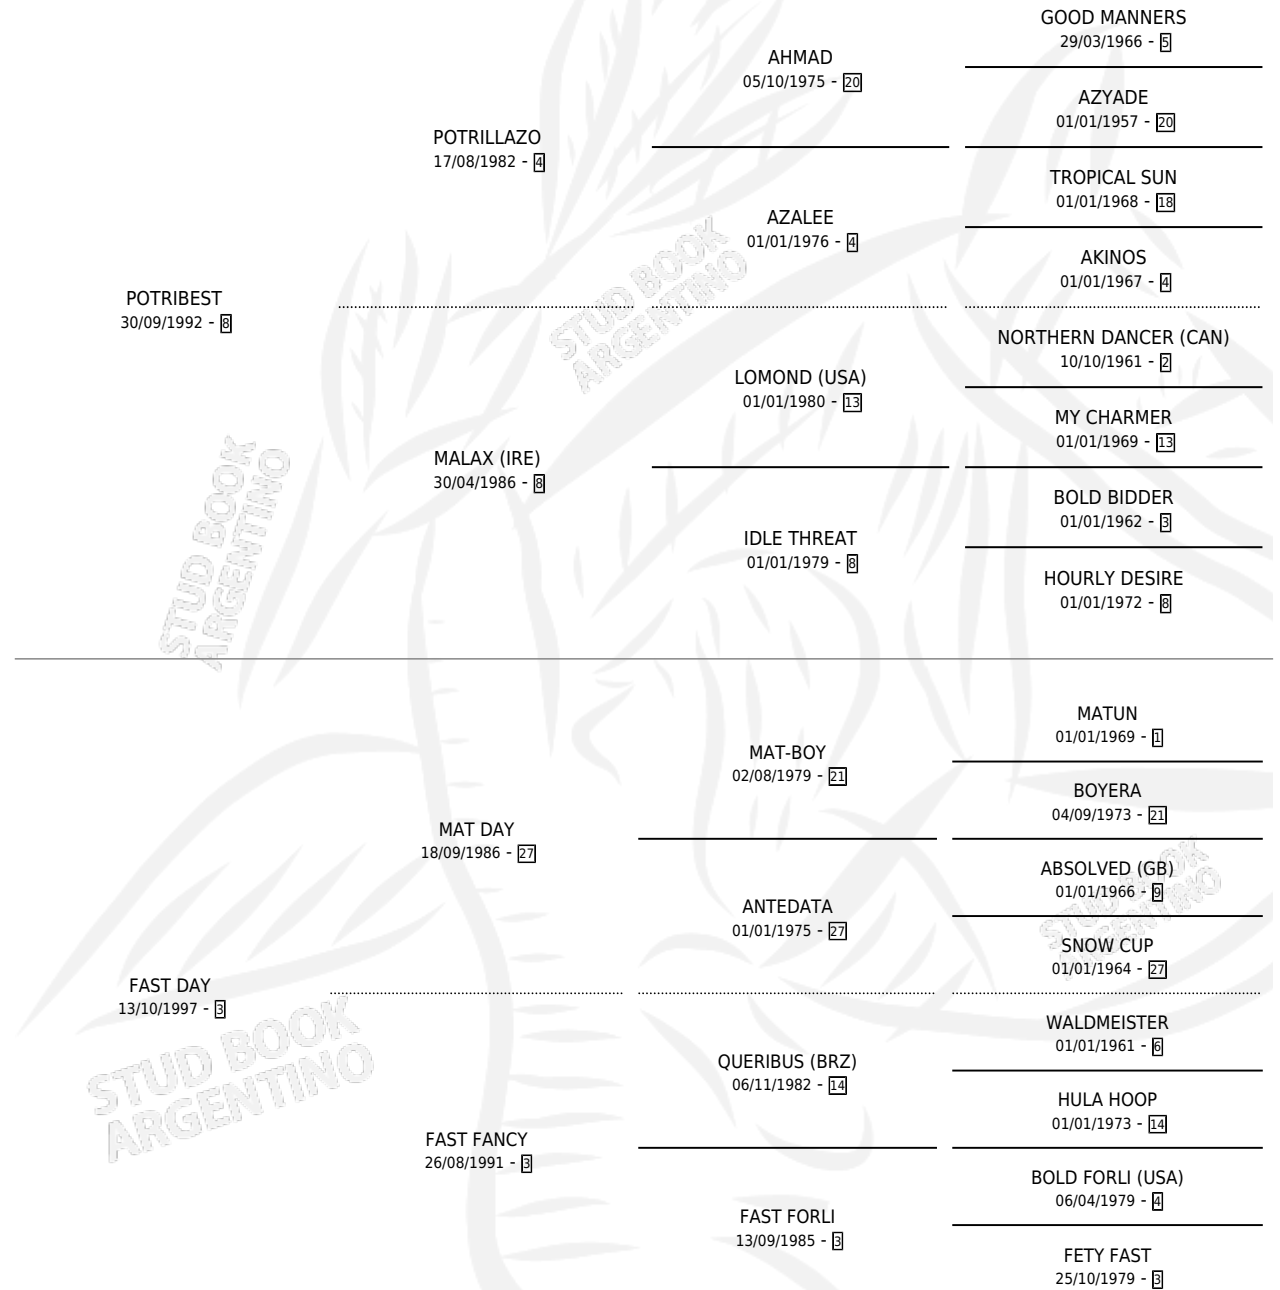 GOOD MANNERS
29/03/1966 - 5
AHMAD
05/10/1975 - 20
AZYADE
01/01/1957 - 20
POTRILLAZO
17/08/1982 - 4
TROPICAL SUN
01/01/1968 - 18
AZALEE
01/01/1976 - 4
AKINOS
01/01/1967 - 4
POTRIBEST
30/09/1992 - 8
NORTHERN DANCER (CAN)
10/10/1961 - 2
LOMOND (USA)
01/01/1980 - 13
MY CHARMER
01/01/1969 - 13
MALAX (IRE)
30/04/1986 - 8
BOLD BIDDER
01/01/1962 - 3
IDLE THREAT
01/01/1979 - 8
HOURLY DESIRE
01/01/1972 - 8
STUD BOOK
ARGENTINO
STUD BOOK
ARGENTINO
MATUN
01/01/1969 - 1
MAT-BOY
02/08/1979 - 21
BOYERA
04/09/1973 - 21
MAT DAY
18/09/1986 - 27
ABSOLVED (GB)
01/01/1966 - 9
ANTEDATA
01/01/1975 - 27
SNOW CUP
01/01/1964 - 27
FAST DAY
13/10/1997 - 3
WALDMEISTER
01/01/1961 - 6
QUERIBUS (BRZ)
06/11/1982 - 14
HULA HOOP
01/01/1973 - 14
FAST FANCY
26/08/1991 - 3
BOLD FORLI (USA)
06/04/1979 - 4
FAST FORLI
13/09/1985 - 3
FETY FAST
25/10/1979 - 3
STUD BOOK
ARGENTINO
STUD BOOK
ARGENTINO